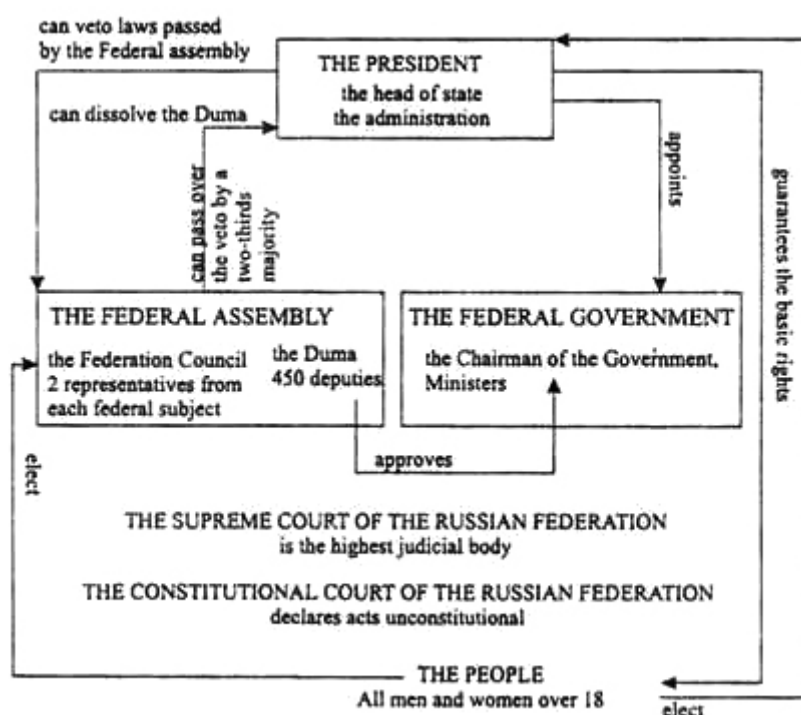 can veto laws passed
by the Federal assembly
THE PRESIDENT
the head of state
the administration
can dissolve the Duma
can pass over
the veto by a
two-thirds
majority
appoints
guarantees the basic rights
THE FEDERAL ASSEMBLY
the Federation Council
2 representatives from
each federal subject
the Duma
450 deputies
THE FEDERAL GOVERNMENT
the Chairman of the Government,
Ministers
approves
elect
THE SUPREME COURT OF THE RUSSIAN FEDERATION
is the highest judicial body
THE CONSTITUTIONAL COURT OF THE RUSSIAN FEDERATION
declares acts unconstitutional
THE PEOPLE
All men and women over 18
elect